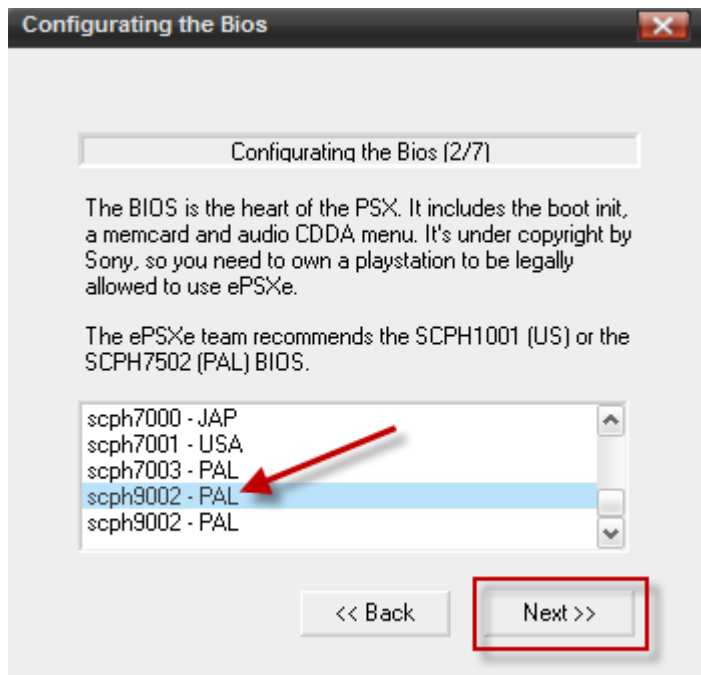 Configurating the Bios
Configurating the Bios (2/7)
The BIOS is the heart of the PSX. It includes the boot init,
a memcard and audio CDDA menu. It's under copyright by
Sony, so you need to own a playstation to be legally
allowed to use ePSXe.
The ePSXe team recommends the SCPH1001 (US) or the
SCPH7502 (PAL) BIOS.
scph7000 - JAP
scph7001 - USA
scph7003 - PAL
scph9002 - PAL
scph9002 - PAL
<< Back
Next >>